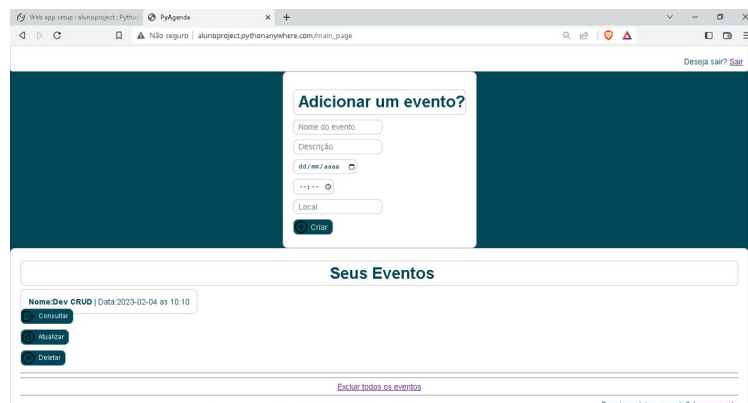 Web app setup : alunoproject : Python
PyAgenda
Não seguro
alunoproject.pythonanywhere.com/main_page
Deseja sair? Sair
Adicionar um evento?
Nome do evento
Descrição
dd/mm/aaaa
--:--
Local
Criar
Seus Eventos
Nome:Dev CRUD | Data:2023-02-04 as 10:10
Consultar
Atualizar
Deletar
Excluir todos os eventos